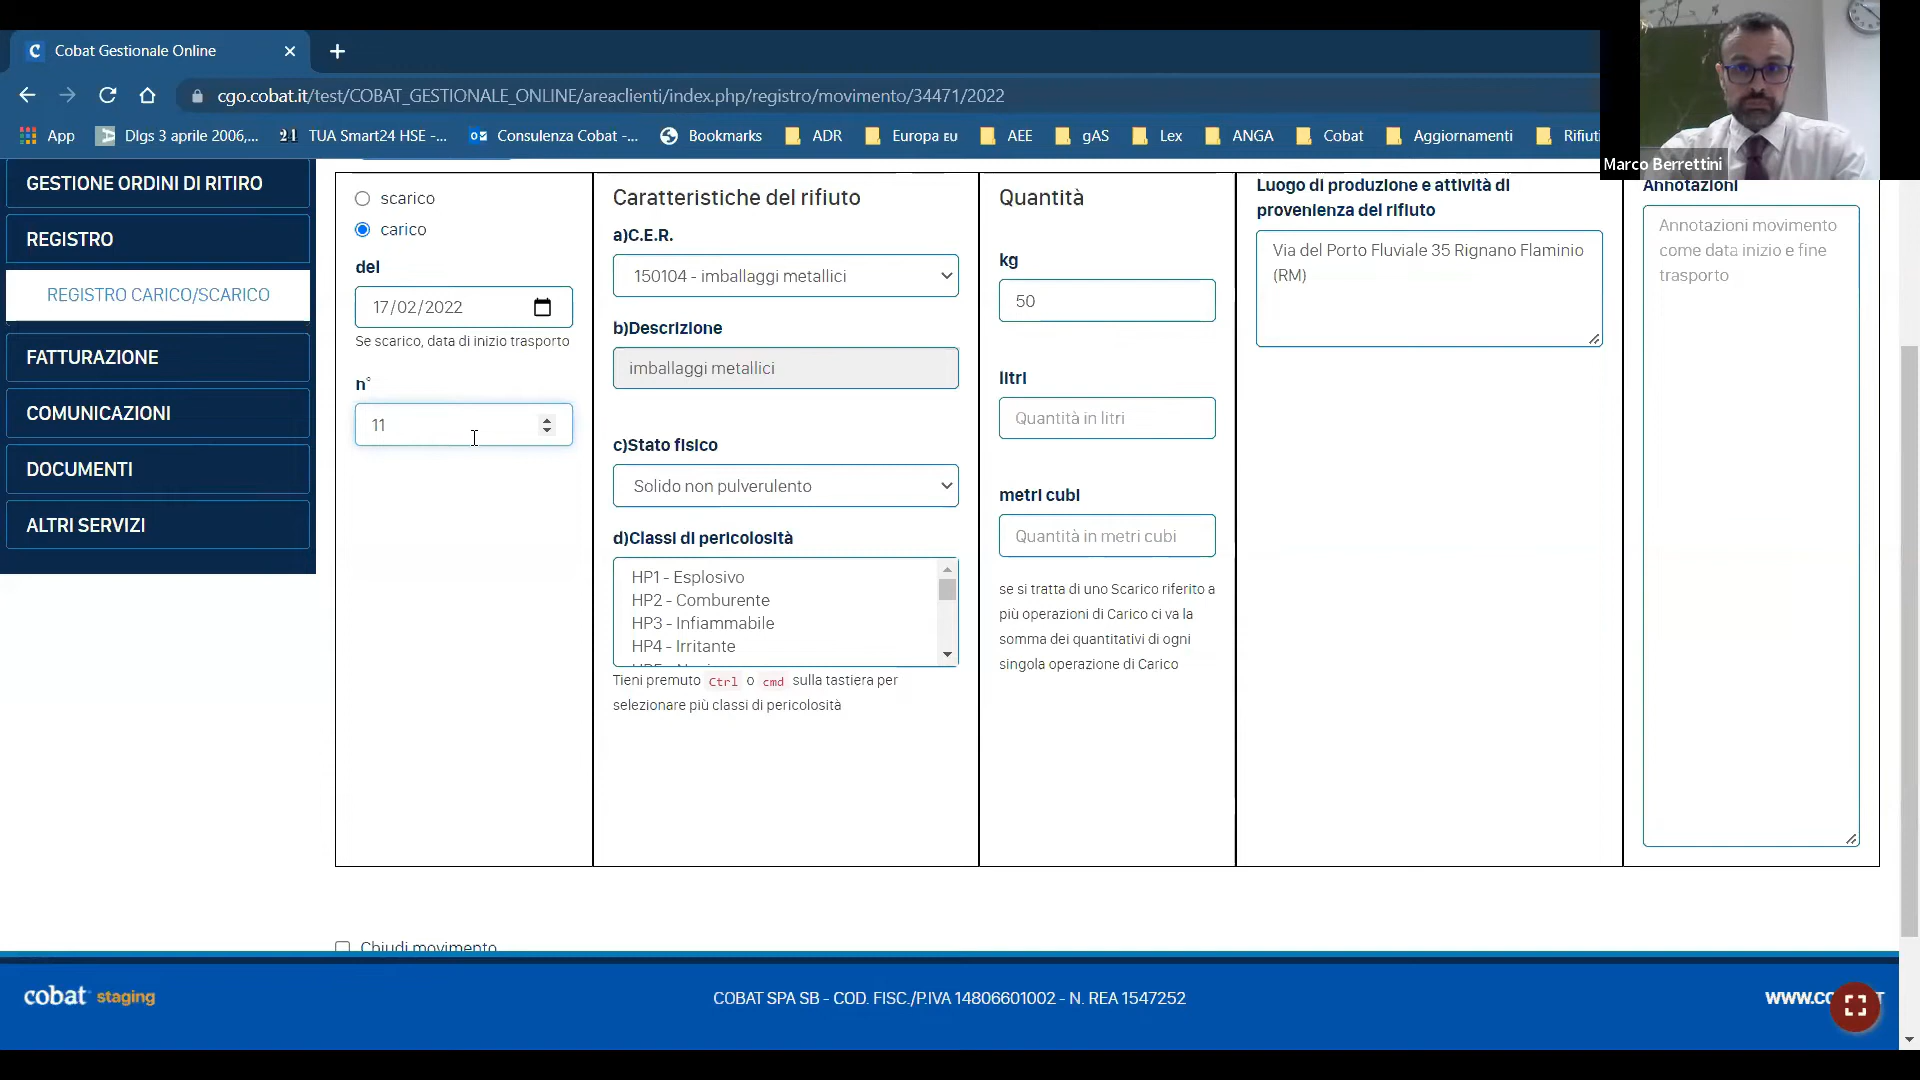 Cobat Gestionale Online
cgo.cobat.it/test/COBAT_GESTIONALE_ONLINE/areaclienti/index.php/registro/movimento/34471/2022
App
Dlgs 3 aprile 2006,...
TUA Smart24 HSE -...
Consulenza Cobat -...
Bookmarks
ADR
Europa EU
AEE
gAS
Lex
ANGA
Cobat
Aggiornamenti
Rifiuti
Marco Berrettini
GESTIONE ORDINI DI RITIRO
REGISTRO
REGISTRO CARICO/SCARICO
FATTURAZIONE
COMUNICAZIONI
DOCUMENTI
ALTRI SERVIZI
scarico
carico
del
17/02/2022
Se scarico, data di inizio trasporto
n°
11
Caratteristiche del rifiuto
a)C.E.R.
150104 - imballaggi metallici
b)Descrizione
imballaggi metallici
c)Stato fisico
Solido non pulverulento
d)Classi di pericolosità
HP1 - Esplosivo
HP2 - Comburente
HP3 - Infiammabile
HP4 - Irritante
Tieni premuto Ctrl o cmd sulla tastiera per
selezionare più classi di pericolosità
Quantità
kg
50
litri
Quantità in litri
metri cubi
Quantità in metri cubi
se si tratta di uno Scarico riferito a
più operazioni di Carico ci va la
somma dei quantitativi di ogni
singola operazione di Carico
Luogo di produzione e attività di
provenienza del rifiuto
Via del Porto Fluviale 35 Rignano Flaminio
(RM)
Annotazioni
Annotazioni movimento
come data inizio e fine
trasporto
Chiudi movimento
cobat staging
COBAT SPA SB - COD. FISC./P.IVA 14806601002 - N. REA 1547252